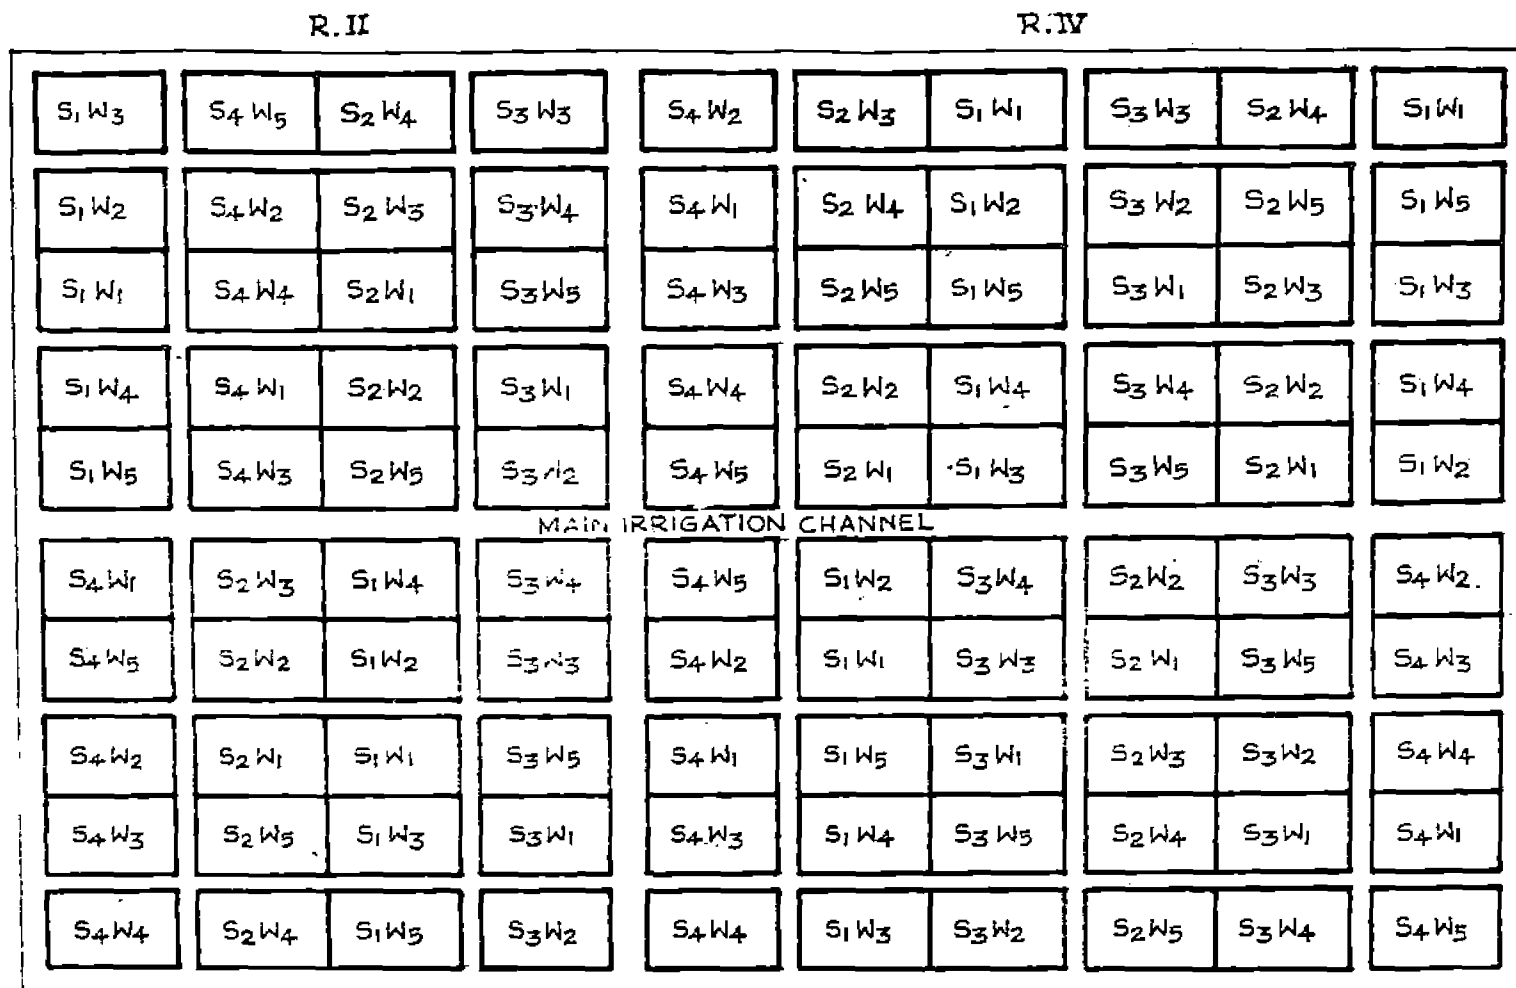 R.II R.IV
S₁W₃ S₄W₅ S₂W₄ S₃W₃ S₄W₂ S₂W₃ S₁W₁ S₃W₃ S₂W₄ S₁W₁
S₁W₂ S₄W₂ S₂W₃ S₃W₄ S₄W₁ S₂W₄ S₁W₂ S₃W₂ S₂W₅ S₁W₅
S₁W₁ S₄W₄ S₂W₁ S₃W₅ S₄W₃ S₂W₅ S₁W₅ S₃W₁ S₂W₃ S₁W₃
S₁W₄ S₄W₁ S₂W₂ S₃W₁ S₄W₄ S₂W₂ S₁W₄ S₃W₄ S₂W₂ S₁W₄
S₁W₅ S₄W₃ S₂W₅ S₃W₂ S₄W₅ S₂W₁ S₁W₃ S₃W₅ S₂W₁ S₁W₂
MAIN IRRIGATION CHANNEL
S₄W₁ S₂W₃ S₁W₄ S₃W₄ S₄W₅ S₁W₂ S₃W₄ S₂W₂ S₃W₃ S₄W₂
S₄W₅ S₂W₂ S₁W₂ S₃W₃ S₄W₂ S₁W₁ S₃W₃ S₂W₁ S₃W₅ S₄W₃
S₄W₂ S₂W₁ S₁W₁ S₃W₅ S₄W₁ S₁W₅ S₃W₁ S₂W₃ S₃W₂ S₄W₄
S₄W₃ S₂W₅ S₁W₃ S₃W₁ S₄W₃ S₁W₄ S₃W₅ S₂W₄ S₃W₁ S₄W₁
S₄W₄ S₂W₄ S₁W₅ S₃W₂ S₄W₄ S₁W₃ S₃W₂ S₂W₅ S₃W₄ S₄W₅